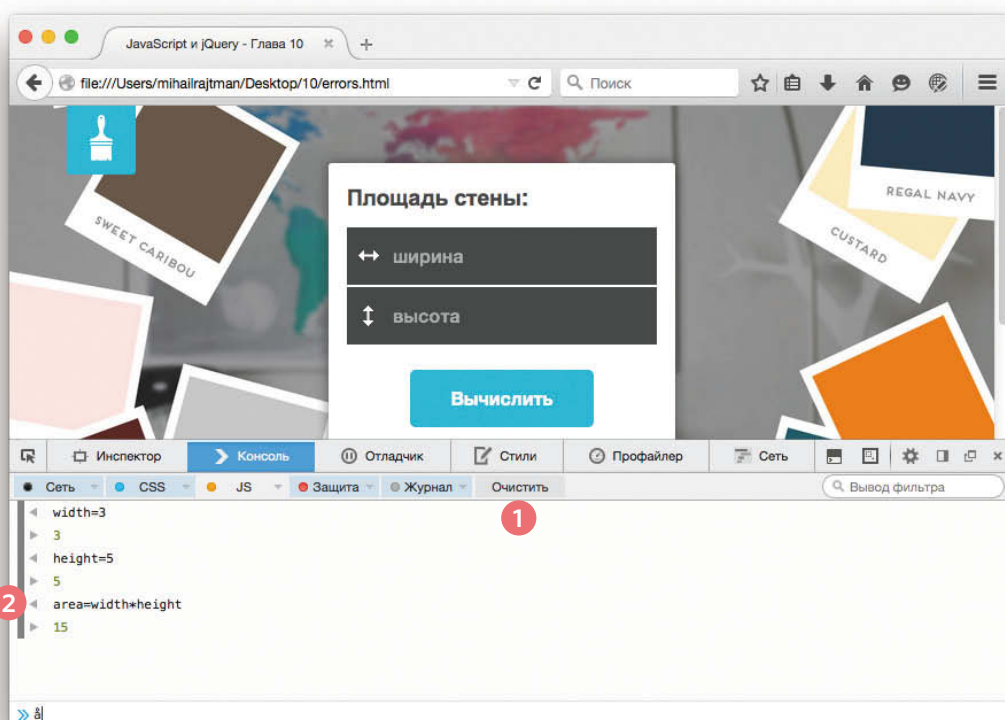 JavaScript и jQuery - Глава 10
file:///Users/mihailrajtman/Desktop/10/errors.html
Поиск
SWEET CARIBOU
REGAL NAVY
CUSTARD
Площадь стены:
ширина
высота
Вычислить
Инспектор Консоль Отладчик Стили Профайлер Сеть
Сеть CSS JS Защита Журнал Очистить Вывод фильтра
1
width=3
3
height=5
5
2 area=width*height
15
å